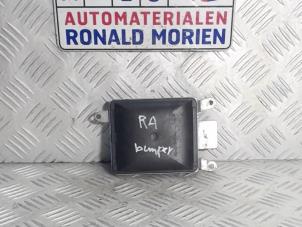 AUTOMATERIALEN
RONALD MORIEN
RA
bumper